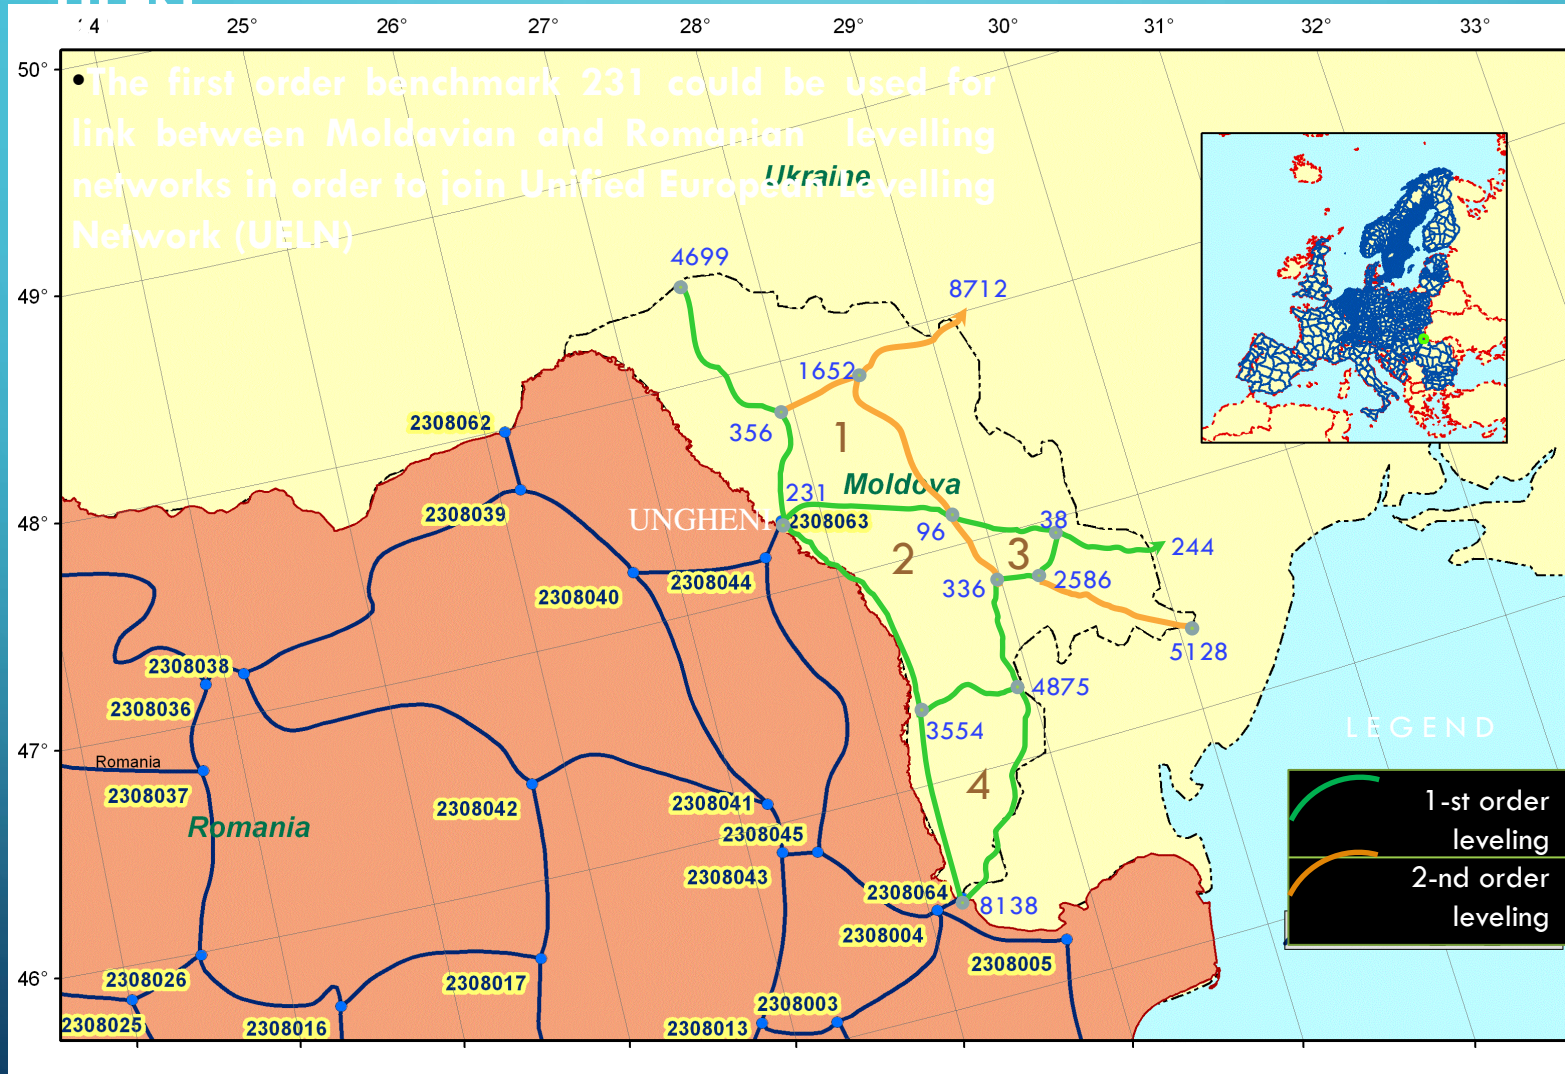 25° 26° 27° 28° 29° 30° 31° 32° 33°
50°
• The first order benchmark 231 could be used for
link between Moldavian and Romanian levelling
networks in order to join Unified European Levelling
Network (UELN)
Ukraine
4699
8712
49°
1652
2308062
356
1
Moldova
231
2308039
UNGHENI
2308063
48°
96
38
244
2
3
2308044
336
2586
2308040
5128
2308038
4875
2308036
3554
LEGEND
Romania
2308037
47°
4
2308042
2308041
1-st order
leveling
Romania
2308045
2308043
2-nd order
leveling
2308064
8138
2308004
2308005
46°
2308026
2308017
2308003
2308025
2308016
2308013